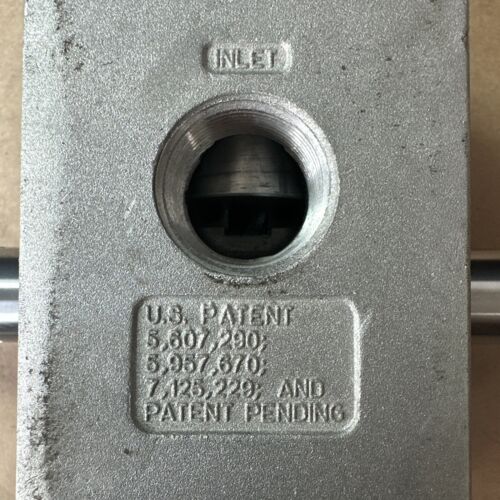 INLET
U.S. PATENT
5,607,290;
5,957,670;
7,125,229; AND
PATENT PENDING